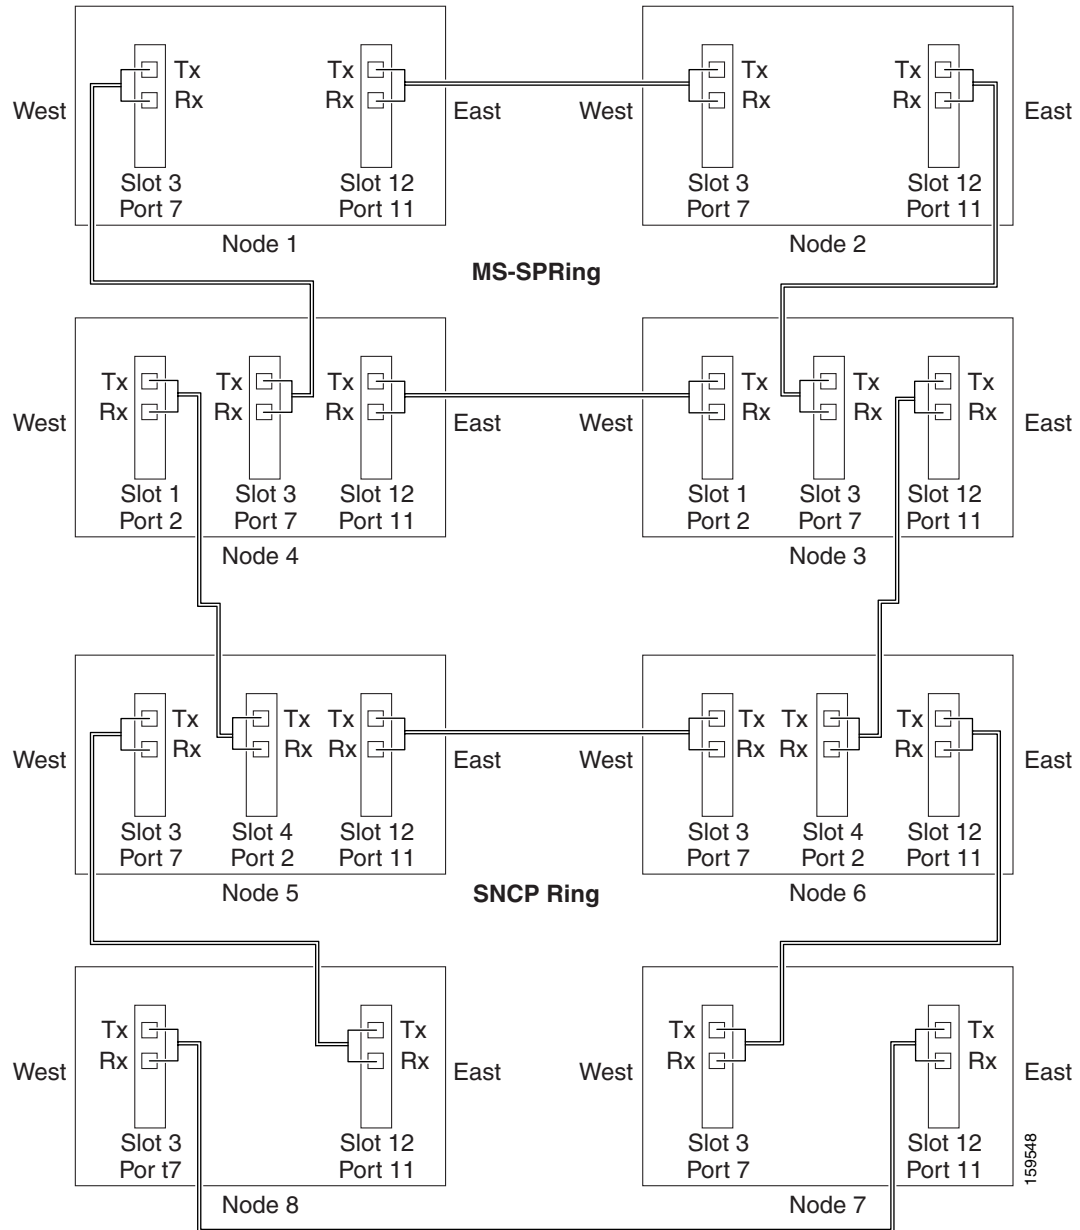 Tx
Rx
Tx
Rx
Tx
Rx
Tx
Rx
West
East
West
East
Slot 3
Port 7
Slot 12
Port 11
Slot 3
Port 7
Slot 12
Port 11
Node 1
Node 2
MS-SPRing
Tx
Rx
Tx
Rx
Tx
Rx
Tx
Rx
Tx
Rx
Tx
Rx
West
East
West
East
Slot 1
Port 2
Slot 3
Port 7
Slot 12
Port 11
Slot 1
Port 2
Slot 3
Port 7
Slot 12
Port 11
Node 4
Node 3
Tx
Rx
Tx
Rx
Tx
Rx
Tx
Rx
Tx
Rx
Tx
Rx
West
East
West
East
Slot 3
Port 7
Slot 4
Port 2
Slot 12
Port 11
Slot 3
Port 7
Slot 4
Port 2
Slot 12
Port 11
Node 5
SNCP Ring
Node 6
Tx
Rx
Tx
Rx
Tx
Rx
Tx
Rx
West
East
West
East
Slot 3
Por t7
Slot 12
Port 11
Slot 3
Port 7
Slot 12
Port 11
159548
Node 8
Node 7